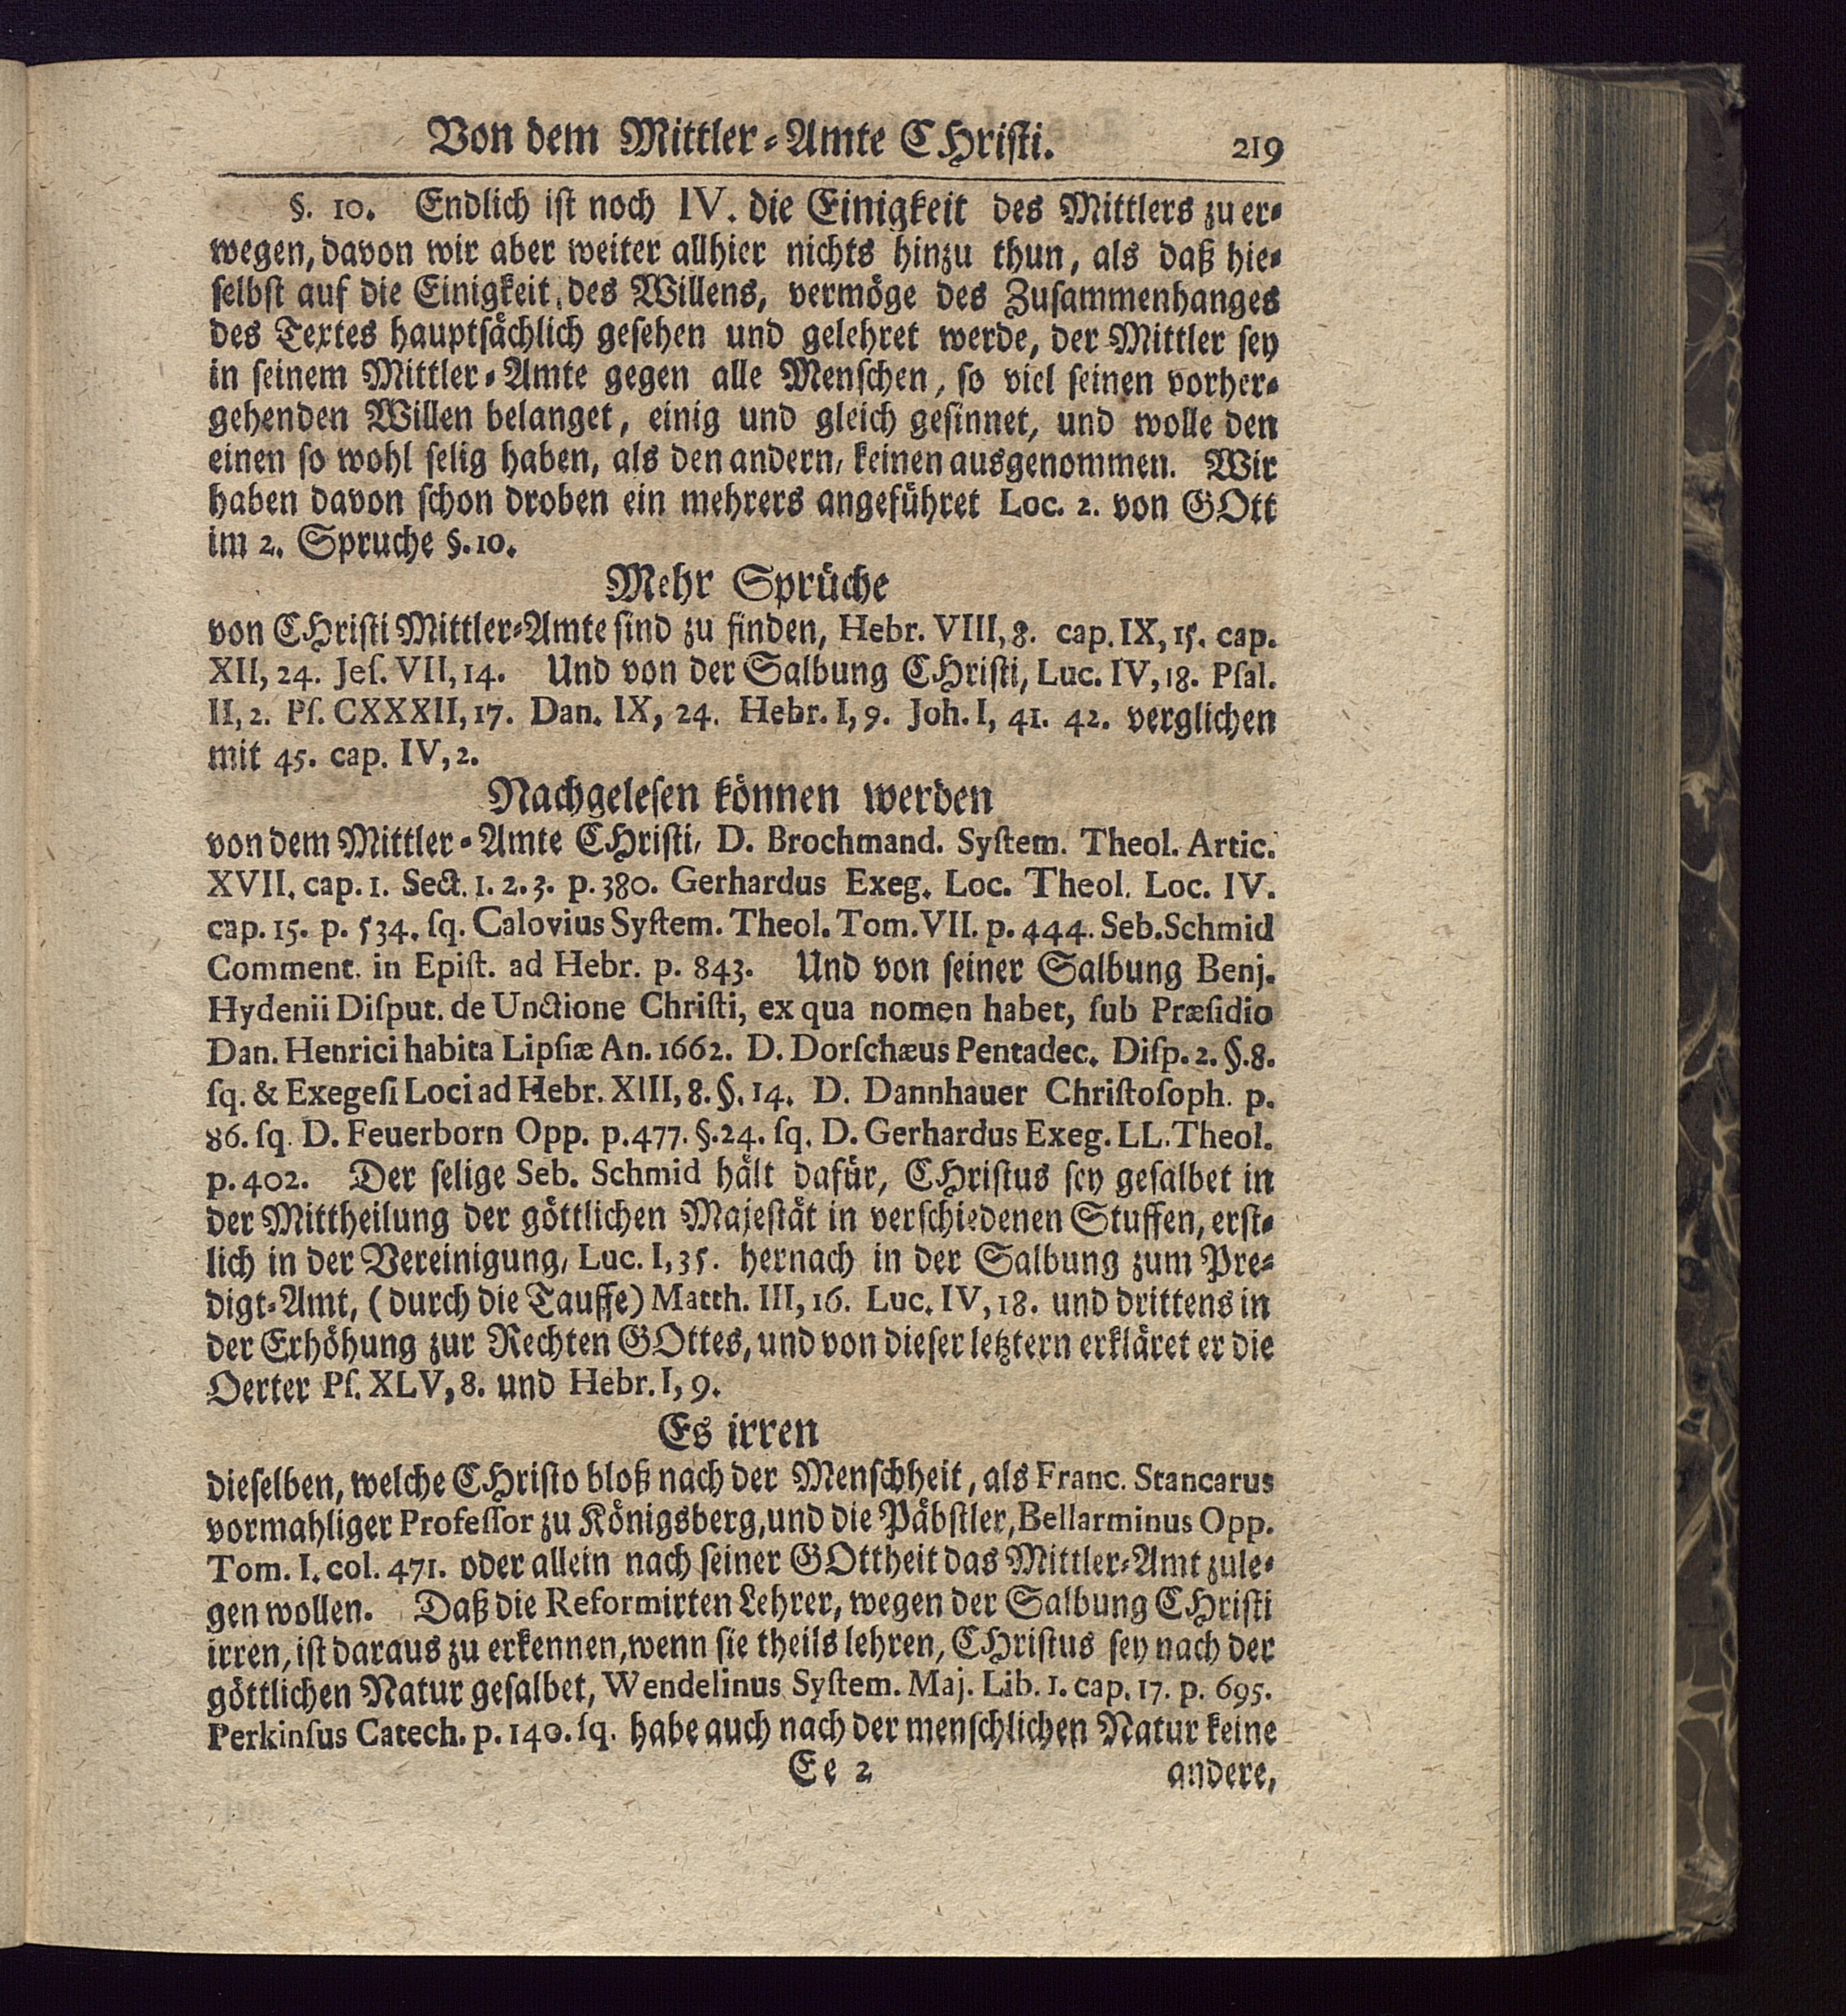 Von dem Mittler-Amte CHristi. 219
§. 10. Endlich ist noch IV. die Einigkeit des Mittlers zu er-
wegen, davon wir aber weiter allhier nichts hinzu thun, als daß hie-
selbst auf die Einigkeit des Willens, vermöge des Zusammenhanges
des Textes hauptsächlich gesehen und gelehret werde, der Mittler sey
in seinem Mittler-Amte gegen alle Menschen, so viel seinen vorher-
gehenden Willen belanget, einig und gleich gesinnet, und wolle den
einen so wohl selig haben, als den andern, keinen ausgenommen. Wir
haben davon schon droben ein mehrers angeführet Loc. 2. von GOtt
im 2. Spruche §. 10.
Mehr Sprüche
von CHristi Mittler-Amte sind zu finden, Hebr. VIII, 8. cap. IX, 15. cap.
XII, 24. Jeſ. VII, 14. Und von der Salbung CHristi, Luc. IV, 18. Pſal.
II, 2. Pſ. CXXXII, 17. Dan. IX, 24. Hebr. I, 9. Joh. I, 41. 42. verglichen
mit 45. cap. IV, 2.
Nachgelesen können werden
von dem Mittler-Amte CHristi, D. Brochmand. Syſtem. Theol. Artic.
XVII. cap. 1. Sect. 1. 2. 3. p. 380. Gerhardus Exeg. Loc. Theol. Loc. IV.
cap. 15. p. 534. ſq. Calovius Syſtem. Theol. Tom. VII. p. 444. Seb. Schmid
Comment. in Epiſt. ad Hebr. p. 843. Und von seiner Salbung Benj.
Hydenii Diſput. de Unctione Chriſti, ex qua nomen habet, ſub Præſidio
Dan. Henrici habita Lipſiæ An. 1662. D. Dorſchæus Pentadec. Diſp. 2. §. 8.
ſq. & Exegeſi Loci ad Hebr. XIII, 8. §. 14. D. Dannhauer Chriſtoſoph. p.
86. ſq. D. Feuerborn Opp. p. 477. §. 24. ſq. D. Gerhardus Exeg. LL. Theol.
p. 402. Der selige Seb. Schmid hält dafür, CHristus sey gesalbet in
der Mittheilung der göttlichen Majestät in verschiedenen Stuffen, erst-
lich in der Vereinigung, Luc. I, 35. hernach in der Salbung zum Pre-
digt-Amt, (durch die Tauffe) Matth. III, 16. Luc. IV, 18. und drittens in
der Erhöhung zur Rechten GOttes, und von dieser letztern erkläret er die
Oerter Pſ. XLV, 8. und Hebr. I, 9.
Es irren
dieselben, welche CHristo bloß nach der Menschheit, als Franc. Stancarus
vormahliger Profeſſor zu Königsberg, und die Päbstler, Bellarminus Opp.
Tom. I. col. 471. oder allein nach seiner GOttheit das Mittler-Amt zule-
gen wollen. Daß die Reformirten Lehrer, wegen der Salbung CHristi
irren, ist daraus zu erkennen, wenn sie theils lehren, CHristus sey nach der
göttlichen Natur gesalbet, Wendelinus Syſtem. Maj. Lib. 1. cap. 17. p. 695.
Perkinſus Catech. p. 140. ſq. habe auch nach der menschlichen Natur keine
Ee 2 andere,